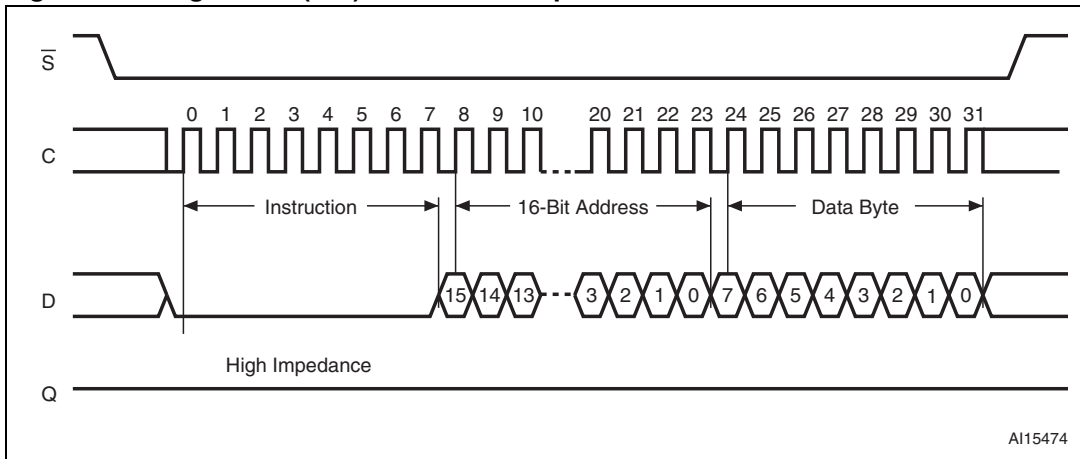 S
0 1 2 3 4 5 6 7 8 9 10 20 21 22 23 24 25 26 27 28 29 30 31
C
Instruction 16-Bit Address Data Byte
D 15 14 13 3 2 1 0 7 6 5 4 3 2 1 0
High Impedance
Q
AI15474